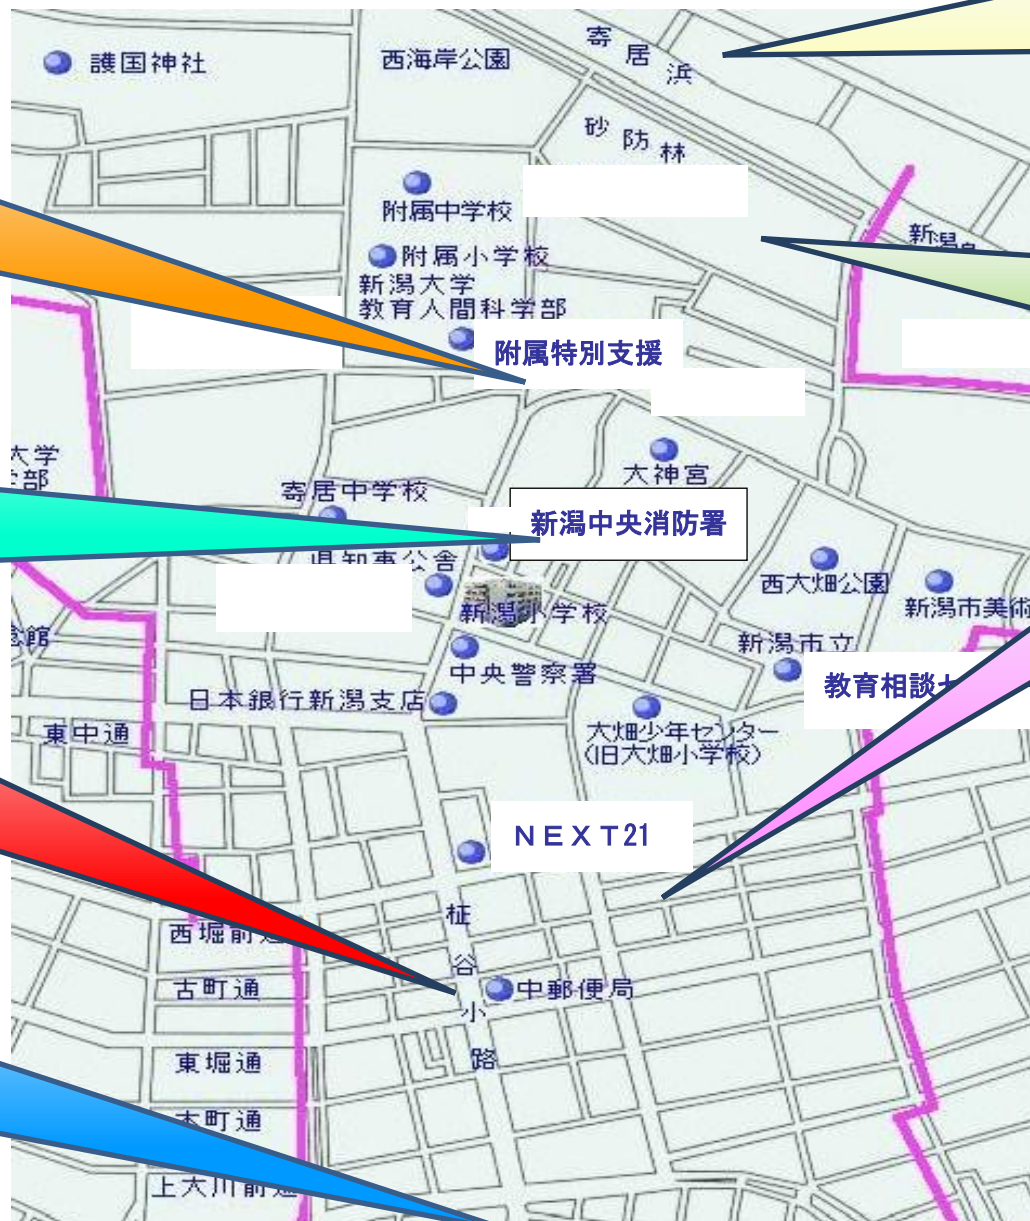 寄居浜
護国神社
西海岸公園
砂防林
附属中学校
附属小学校
新潟大学
教育人間科学部
附属特別支援
大神宮
寄居中学校
新潟中央消防署
県知事公舎
西大畑公園
新潟小学校
新潟市美術
新潟市立
中央警察署
教育相談
日本銀行新潟支店
大畑少年センター
(旧大畑小学校)
東中通
NEXT21
柾谷小路
西堀前通
古町通
中郵便局
東堀通
本町通
上大川前通